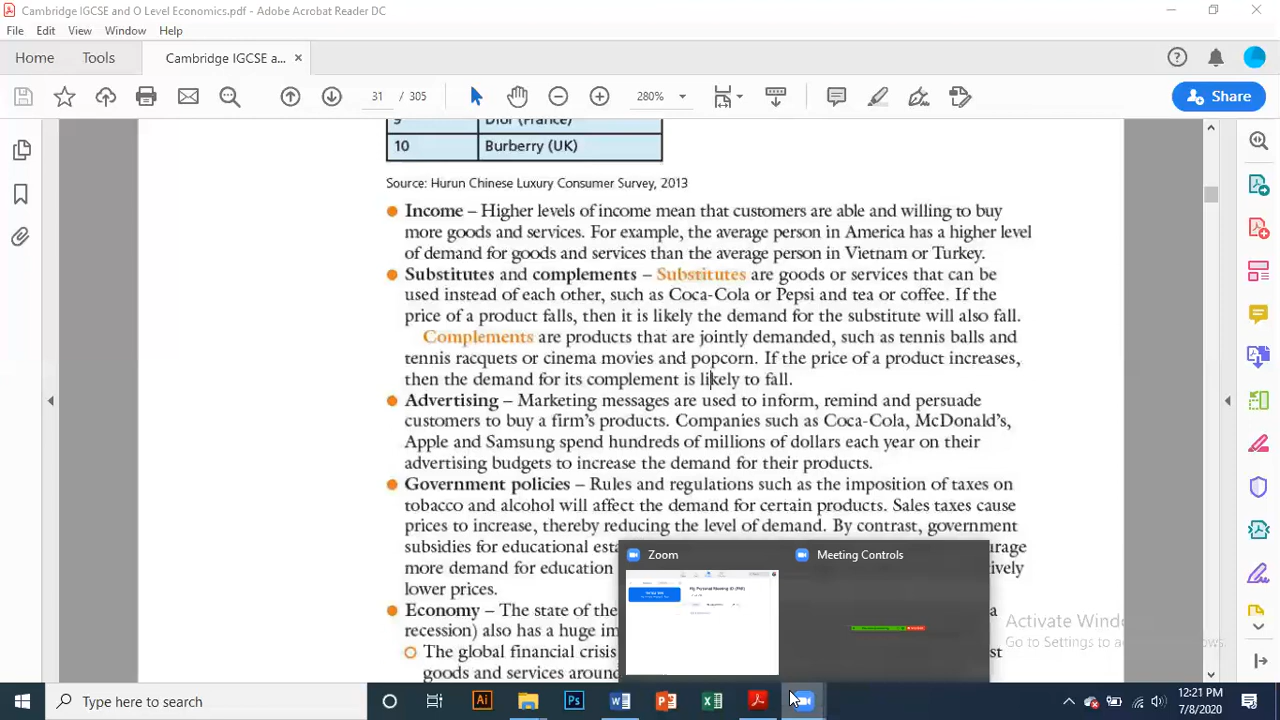 Cambridge IGCSE and O Level Economics.pdf - Adobe Acrobat Reader DC
File Edit View Window Help
Home Tools Cambridge IGCSE and a... ×
31 / 305 280% Share
9 Dior (France)
10 Burberry (UK)
Source: Hurun Chinese Luxury Consumer Survey, 2013
Income – Higher levels of income mean that customers are able and willing to buy
more goods and services. For example, the average person in America has a higher level
of demand for goods and services than the average person in Vietnam or Turkey.
Substitutes and complements – Substitutes are goods or services that can be
used instead of each other, such as Coca-Cola or Pepsi and tea or coffee. If the
price of a product falls, then it is likely the demand for the substitute will also fall.
Complements are products that are jointly demanded, such as tennis balls and
tennis racquets or cinema movies and popcorn. If the price of a product increases,
then the demand for its complement is likely to fall.
Advertising – Marketing messages are used to inform, remind and persuade
customers to buy a firm's products. Companies such as Coca-Cola, McDonald's,
Apple and Samsung spend hundreds of millions of dollars each year on their
advertising budgets to increase the demand for their products.
Government policies – Rules and regulations such as the imposition of taxes on
tobacco and alcohol will affect the demand for certain products. Sales taxes cause
prices to increase, thereby reducing the level of demand. By contrast, government
subsidies for educational
more demand for education
lower prices.
Economy – The state of the a
recession) also has a huge
The global financial crisis
goods and services
Zoom Meeting Controls
Activate
Go to Settings to
Type here to search
12:21 PM
7/8/2020